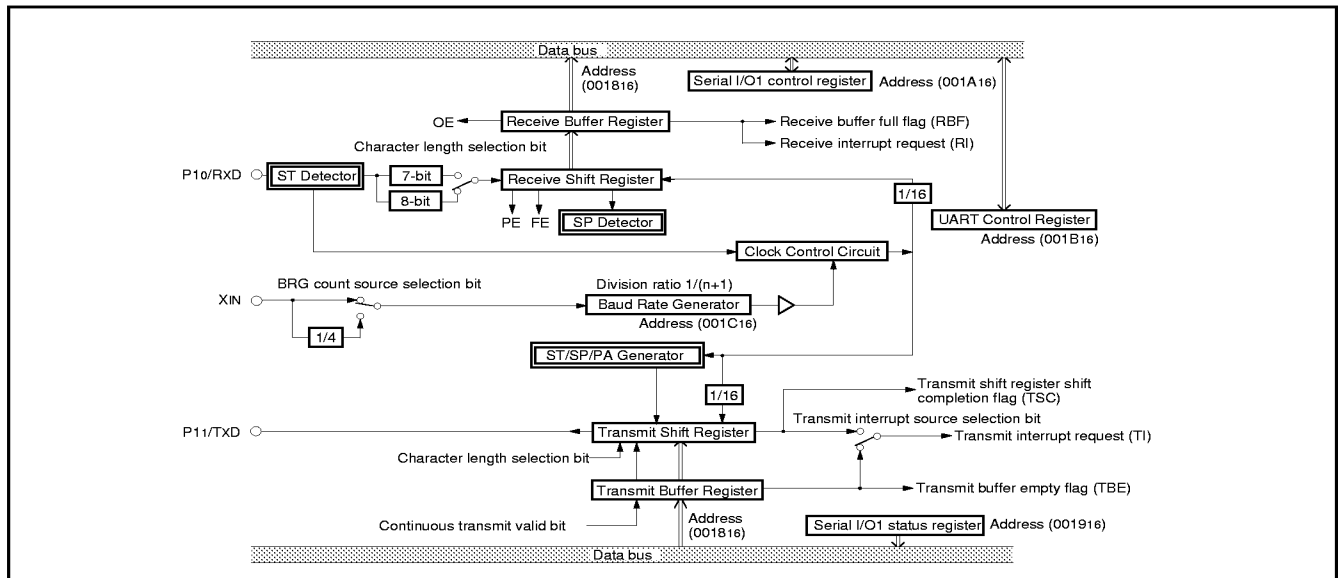 Data bus
Address
(001816)
Serial I/O1 control register
Address (001A16)
OE
Receive Buffer Register
Receive buffer full flag (RBF)
Receive interrupt request (RI)
Character length selection bit
P10/RXD
ST Detector
7-bit
8-bit
Receive Shift Register
1/16
PE
FE
SP Detector
UART Control Register
Address (001B16)
Clock Control Circuit
BRG count source selection bit
XIN
1/4
Division ratio 1/(n+1)
Baud Rate Generator
Address (001C16)
ST/SP/PA Generator
1/16
Transmit shift register shift
completion flag (TSC)
Transmit interrupt source selection bit
P11/TXD
Transmit Shift Register
Transmit interrupt request (TI)
Character length selection bit
Transmit Buffer Register
Transmit buffer empty flag (TBE)
Continuous transmit valid bit
Address
(001816)
Serial I/O1 status register
Address (001916)
Data bus